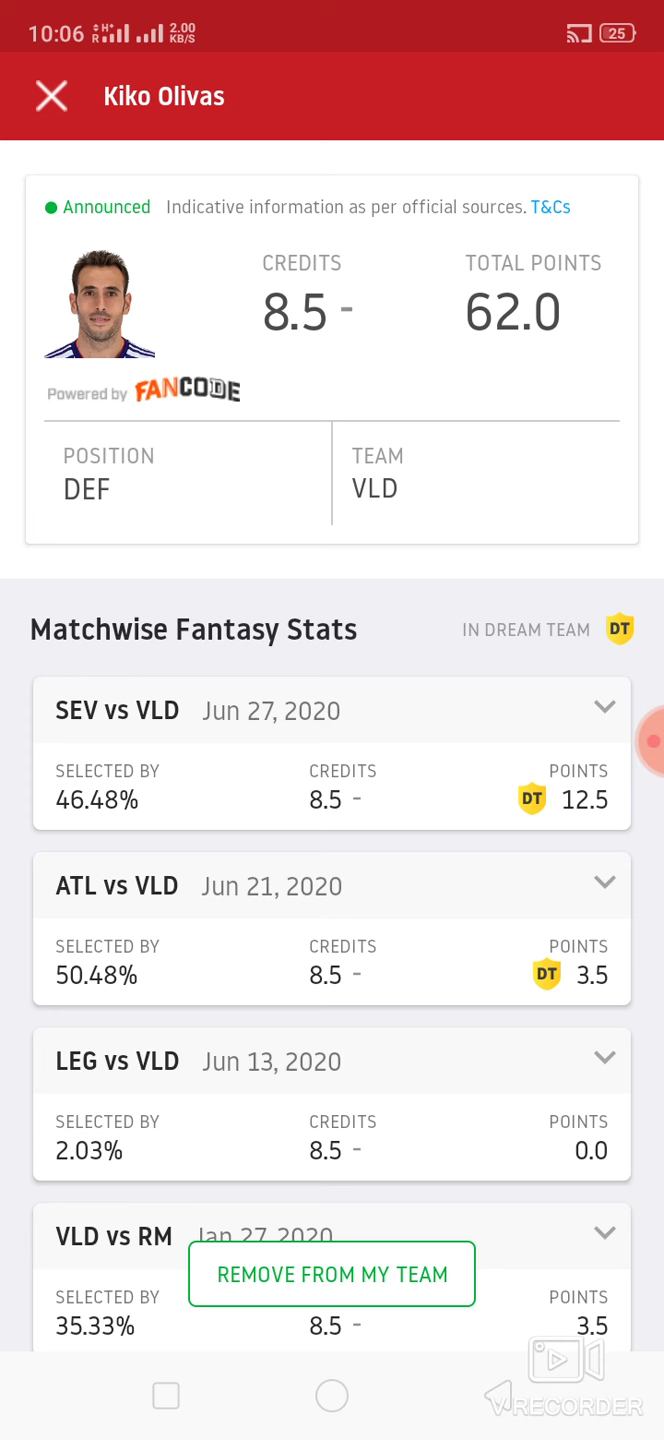 10:06 R H+ 2.00 KB/S 25
Kiko Olivas
Announced Indicative information as per official sources. T&Cs
CREDITS TOTAL POINTS
8.5 - 62.0
Powered by FANCODE
POSITION TEAM
DEF VLD
Matchwise Fantasy Stats IN DREAM TEAM DT
SEV vs VLD Jun 27, 2020
SELECTED BY CREDITS POINTS
46.48% 8.5 - DT 12.5
ATL vs VLD Jun 21, 2020
SELECTED BY CREDITS POINTS
50.48% 8.5 - DT 3.5
LEG vs VLD Jun 13, 2020
SELECTED BY CREDITS POINTS
2.03% 8.5 - 0.0
VLD vs RM Jan 27, 2020
REMOVE FROM MY TEAM
SELECTED BY POINTS
35.33% 8.5 - 3.5
VRECORDER